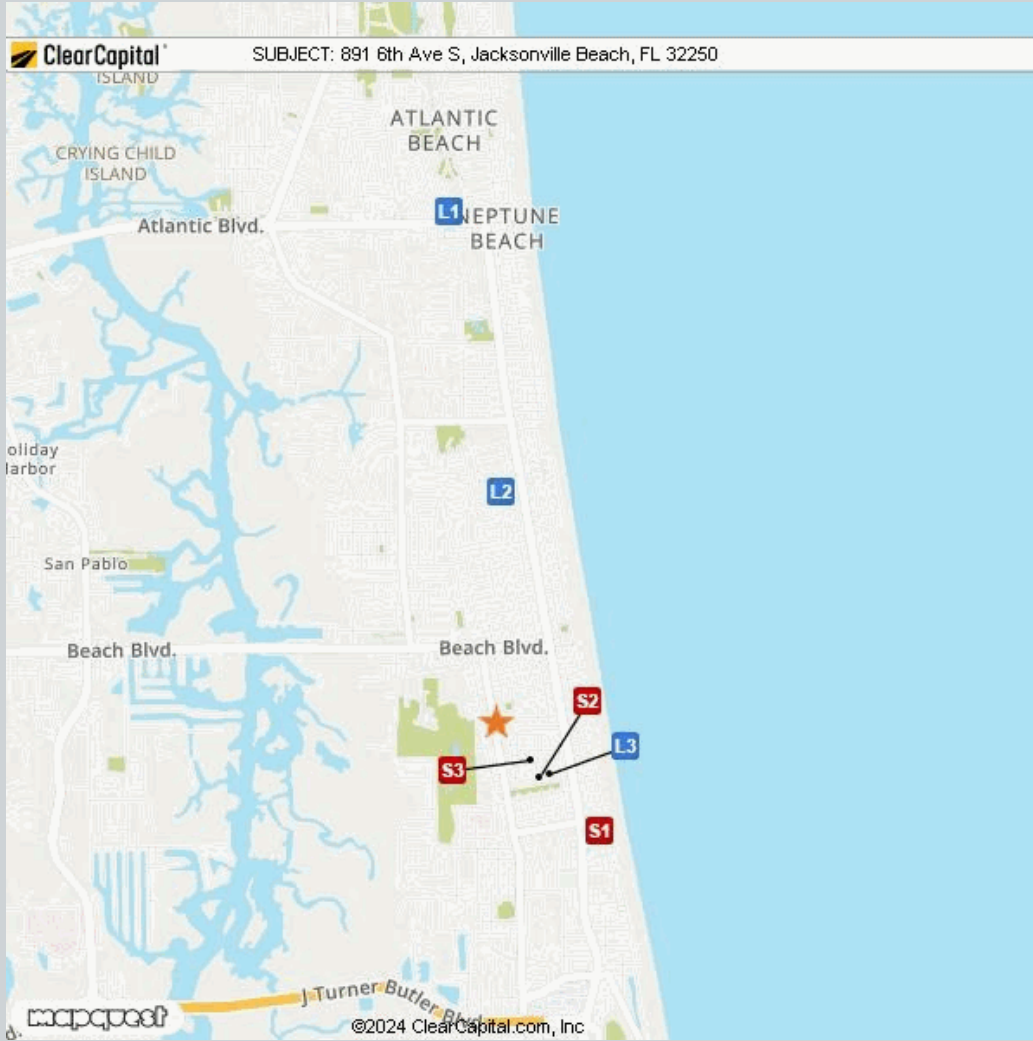 ClearCapital
SUBJECT: 891 6th Ave S, Jacksonville Beach, FL 32250
ISLAND
ATLANTIC
BEACH
CRYING CHILD
ISLAND
L1
NEPTUNE
BEACH
Atlantic Blvd.
oliday
Harbor
L2
San Pablo
Beach Blvd.
Beach Blvd.
S2
L3
S3
S1
J Turner Butler Blvd.
mapquest
©2024 ClearCapital.com, Inc
d.